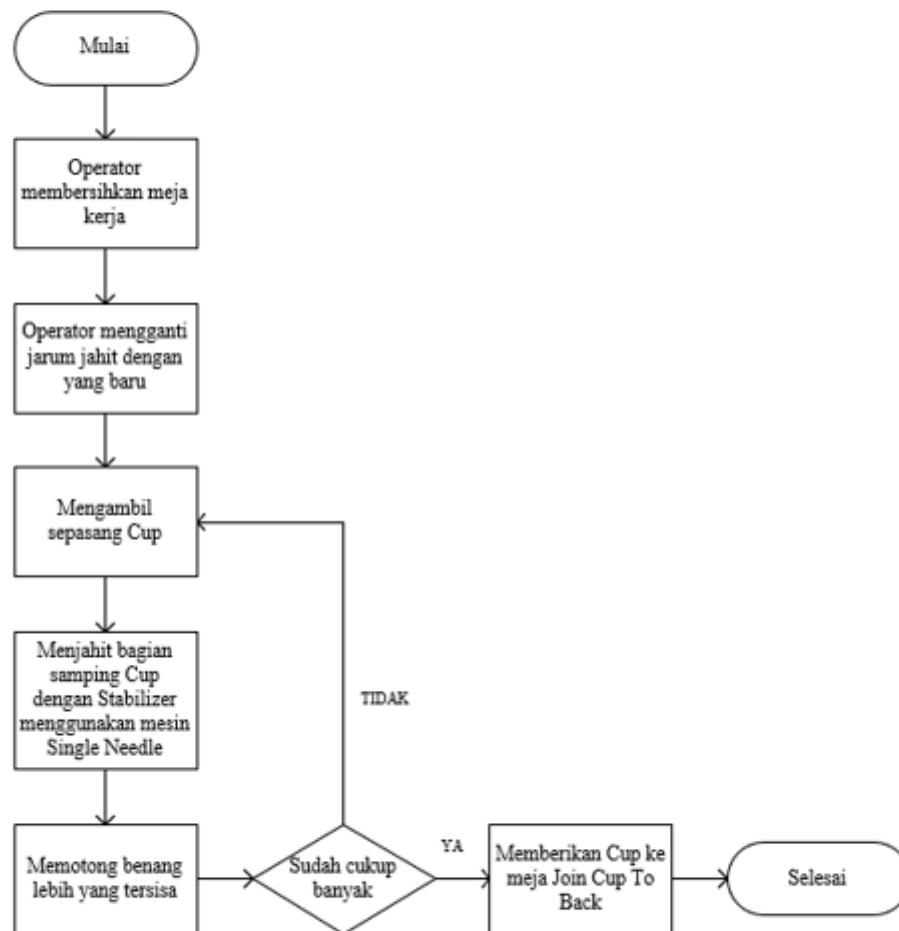 Mulai
Operator
membersihkan meja
kerja
Operator mengganti
jarum jahit dengan
yang baru
Mengambil
sepasang Cup
Menjahit bagian
samping Cup
dengan Stabilizer
menggunakan mesin
Single Needle
TIDAK
Memotong benang
lebih yang tersisa
Sudah cukup
banyak
YA
Memberikan Cup ke
meja Join Cup To
Back
Selesai